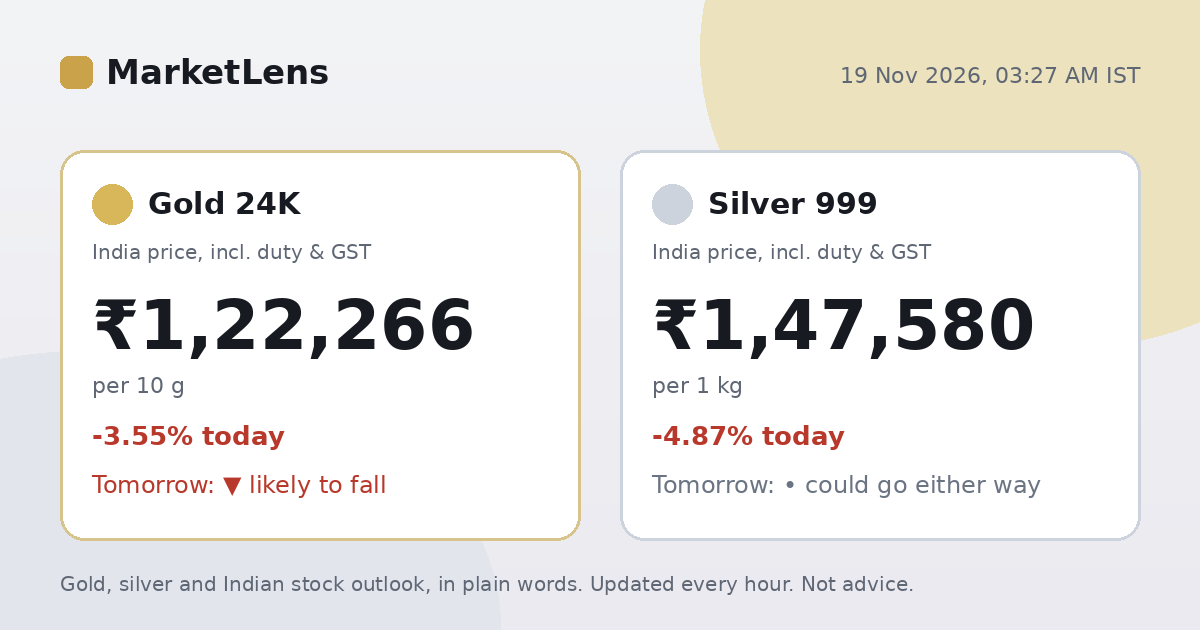 MarketLens
19 Nov 2026, 03:27 AM IST
Gold 24K
India price, incl. duty & GST
₹1,22,266
per 10 g
-3.55% today
Tomorrow: ▼ likely to fall
Silver 999
India price, incl. duty & GST
₹1,47,580
per 1 kg
-4.87% today
Tomorrow: • could go either way
Gold, silver and Indian stock outlook, in plain words. Updated every hour. Not advice.